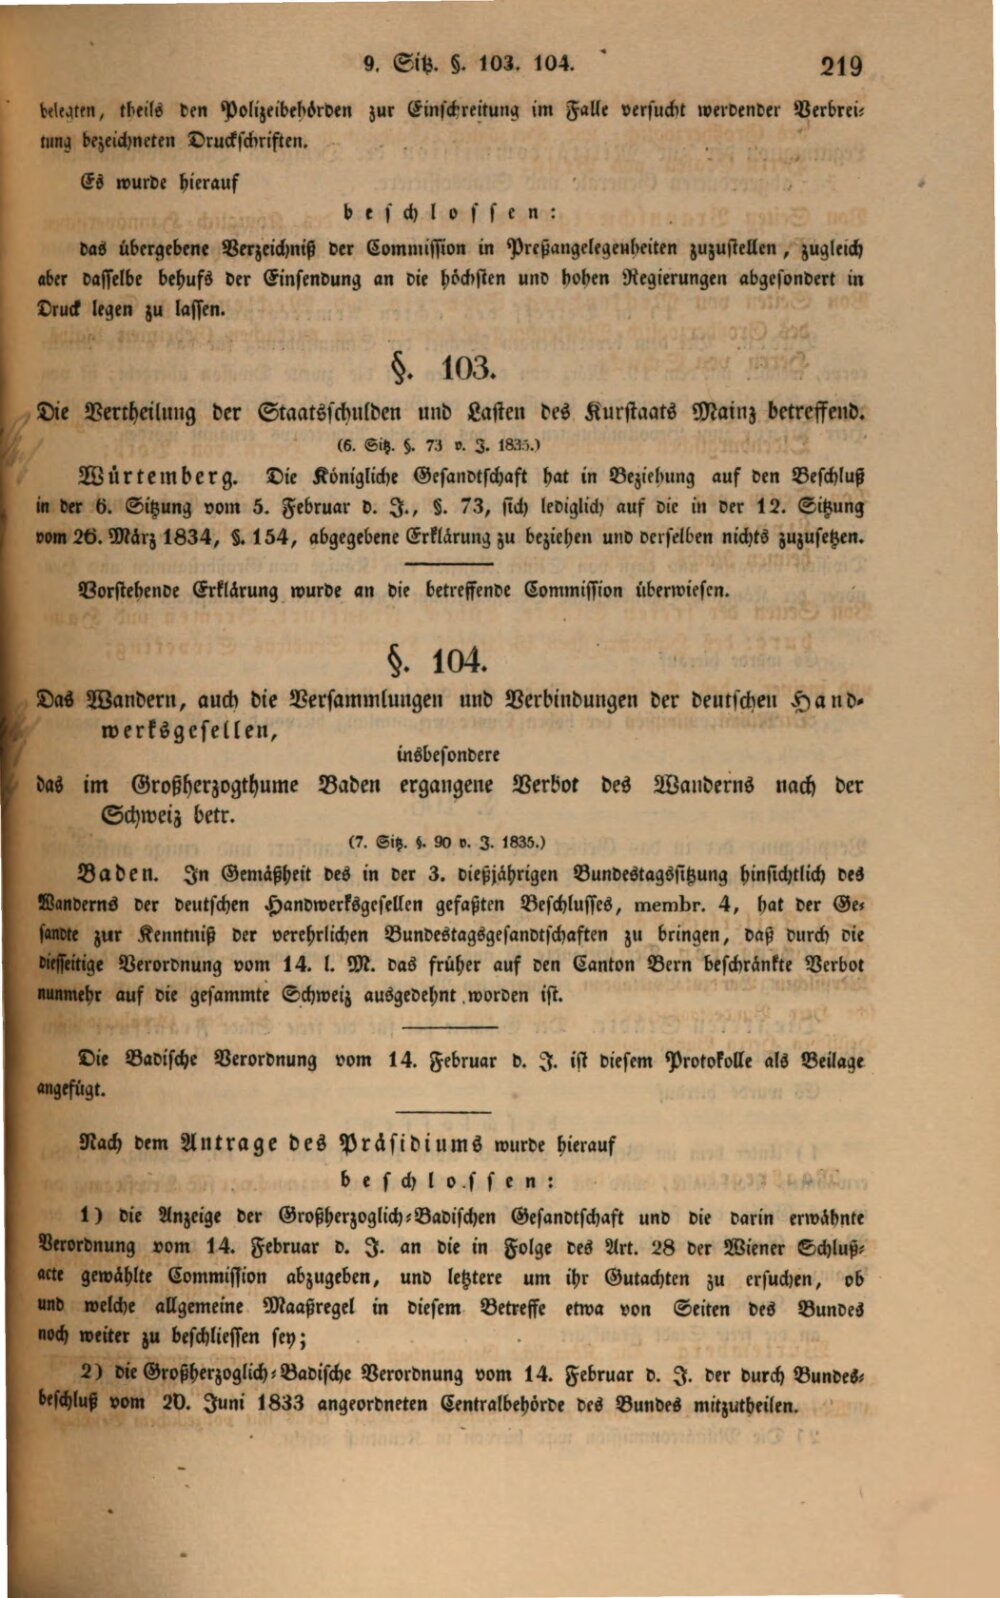 9. Sitz. §. 103. 104.
219
belegten, theils den Polizeibehörden zur Einschreitung im Falle versucht werdender Verbrei-
tung bezeichneten Druckschriften.
Es wurde hierauf
beschlossen:
das übergebene Verzeichniß der Commission in Preßangelegenheiten zuzustellen, zugleich
aber dasselbe behufs der Einsendung an die höchsten und hohen Regierungen abgesondert in
Druck legen zu lassen.
§. 103.
Die Vertheilung der Staatsschulden und Lasten des Kurstaats Mainz betreffend.
(6. Sitz. §. 73 v. J. 1835.)
Würtemberg. Die Königliche Gesandtschaft hat in Beziehung auf den Beschluß
in der 6. Sitzung vom 5. Februar d. J., §. 73, sich lediglich auf die in der 12. Sitzung
vom 26. März 1834, §. 154, abgegebene Erklärung zu beziehen und derselben nichts zuzusetzen.
Vorstehende Erklärung wurde an die betreffende Commission überwiesen.
§. 104.
Das Wandern, auch die Versammlungen und Verbindungen der deutschen Hand-
werksgesellen,
insbesondere
das im Großherzogthume Baden ergangene Verbot des Wanderns nach der
Schweiz betr.
(7. Sitz. §. 90 v. J. 1835.)
Baden. In Gemäßheit des in der 3. dießjährigen Bundestagssitzung hinsichtlich des
Wanderns der deutschen Handwerksgesellen gefaßten Beschlusses, membr. 4, hat der Ge-
sandte zur Kenntniß der verehrlichen Bundestagsgesandtschaften zu bringen, daß durch die
diesseitige Verordnung vom 14. l. M. das früher auf den Canton Bern beschränkte Verbot
nunmehr auf die gesammte Schweiz ausgedehnt worden ist.
Die Badische Verordnung vom 14. Februar d. J. ist diesem Protokolle als Beilage
angefügt.
Nach dem Antrage des Präsidiums wurde hierauf
beschlossen:
1) die Anzeige der Großherzoglich-Badischen Gesandtschaft und die darin erwähnte
Verordnung vom 14. Februar d. J. an die in Folge des Art. 28 der Wiener Schluß-
acte gewählte Commission abzugeben, und letztere um ihr Gutachten zu ersuchen, ob
und welche allgemeine Maaßregel in diesem Betreffe etwa von Seiten des Bundes
noch weiter zu beschliessen sey;
2) die Großherzoglich-Badische Verordnung vom 14. Februar d. J. der durch Bundes-
beschluß vom 20. Juni 1833 angeordneten Centralbehörde des Bundes mitzutheilen.